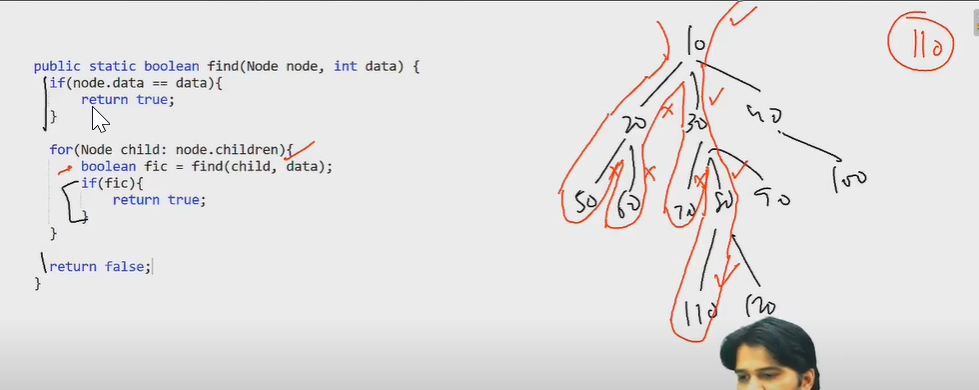 public static boolean find(Node node, int data) {
if(node.data == data){
return true;
}
for(Node child: node.children){
boolean fic = find(child, data);
if(fic){
return true;
}
}
return false;
}
110
10
20 30 40
50 60 70 80 90 100
110 120